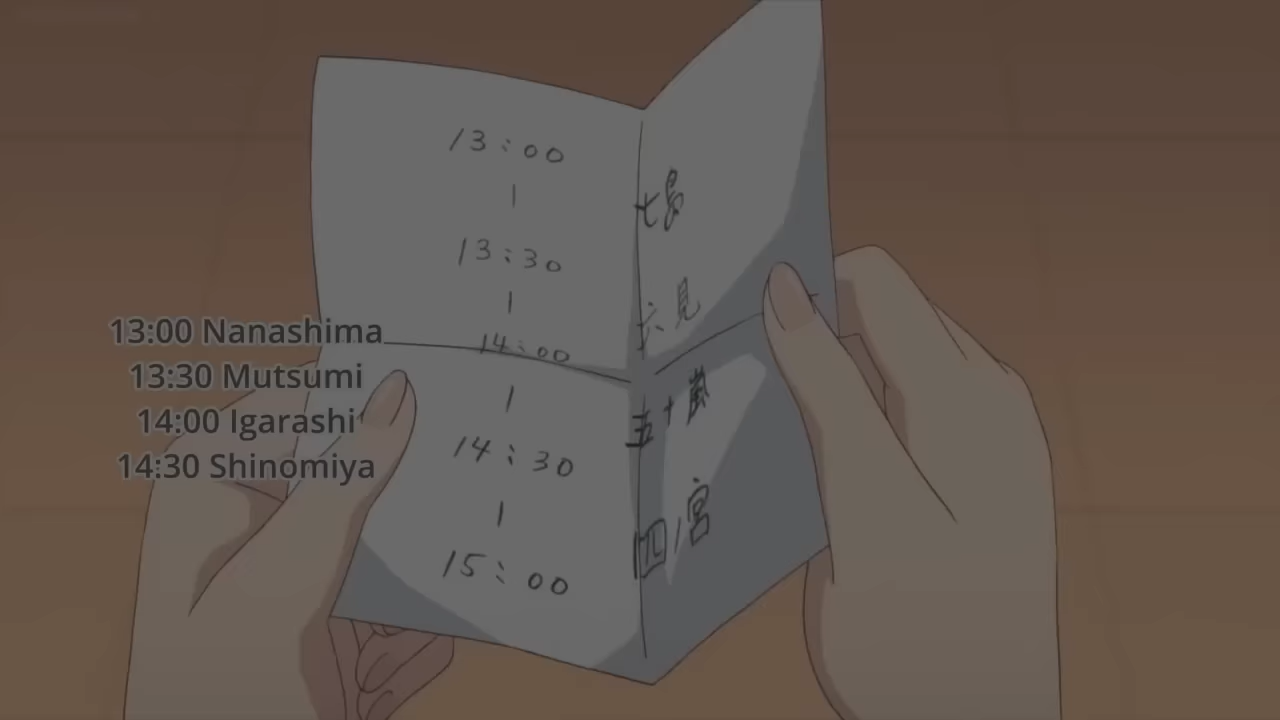 13:00
|
七島
13:30
|
六見
14:00
|
五十嵐
14:30
|
四ノ宮
15:00
13:00 Nanashima
13:30 Mutsumi
14:00 Igarashi
14:30 Shinomiya